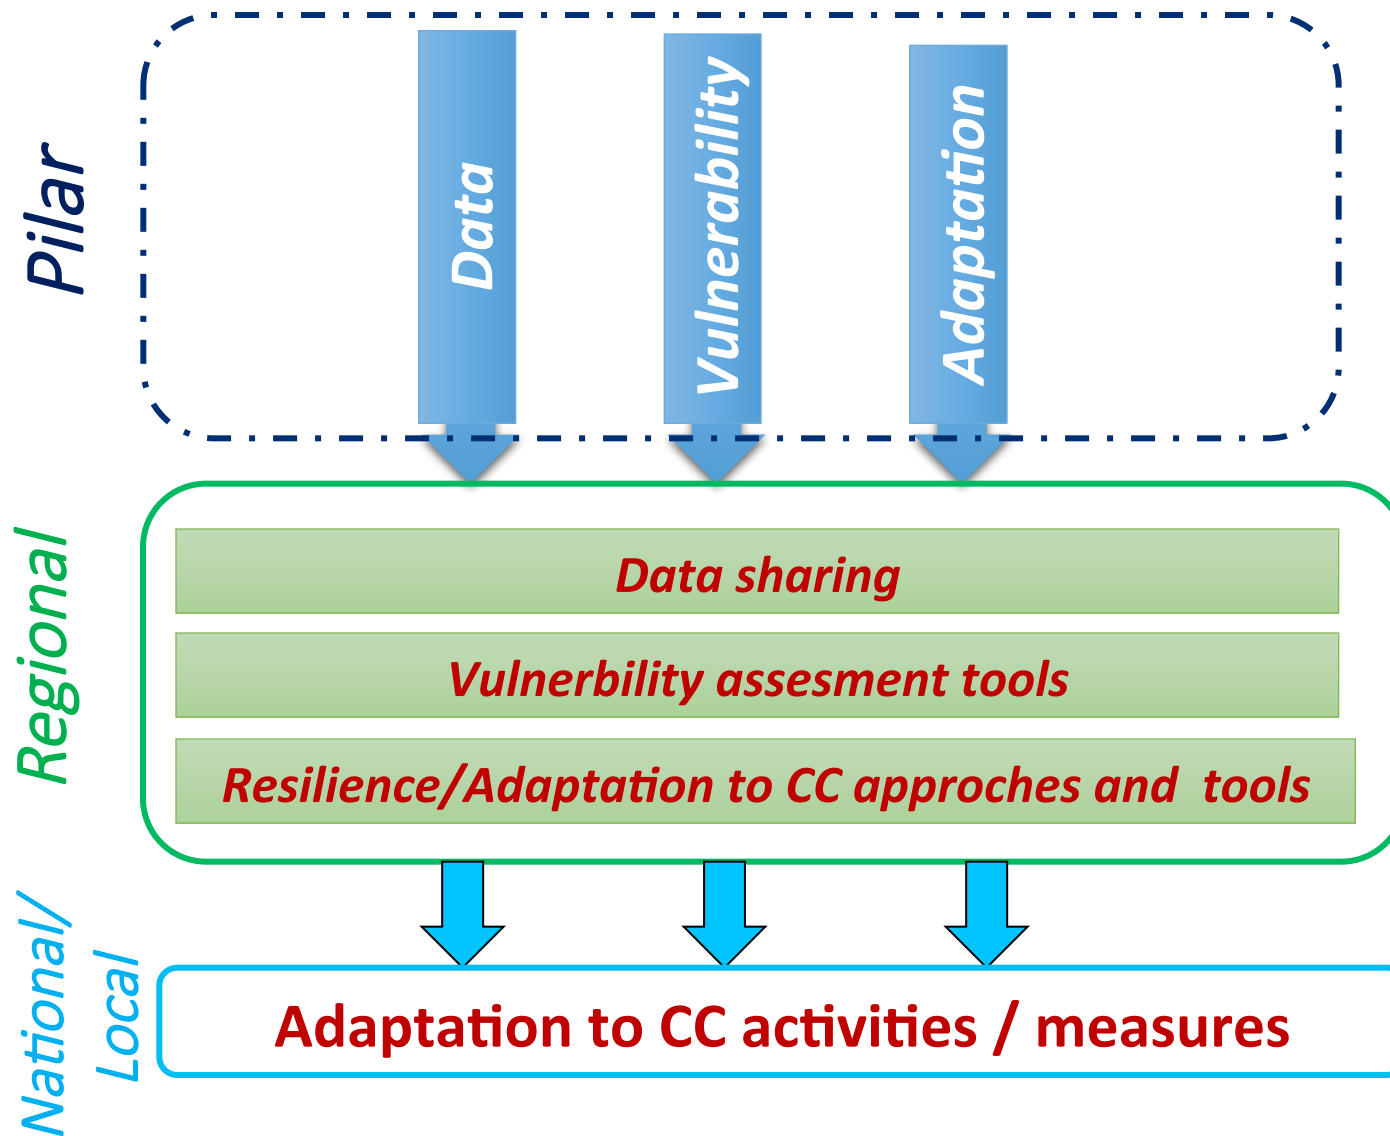 Pilar
Data
Vulnerability
Adaptation
Regional
Data sharing
Vulnerbility assesment tools
Resilience/Adaptation to CC approches and  tools
National/
Local
Adaptation to CC activities / measures